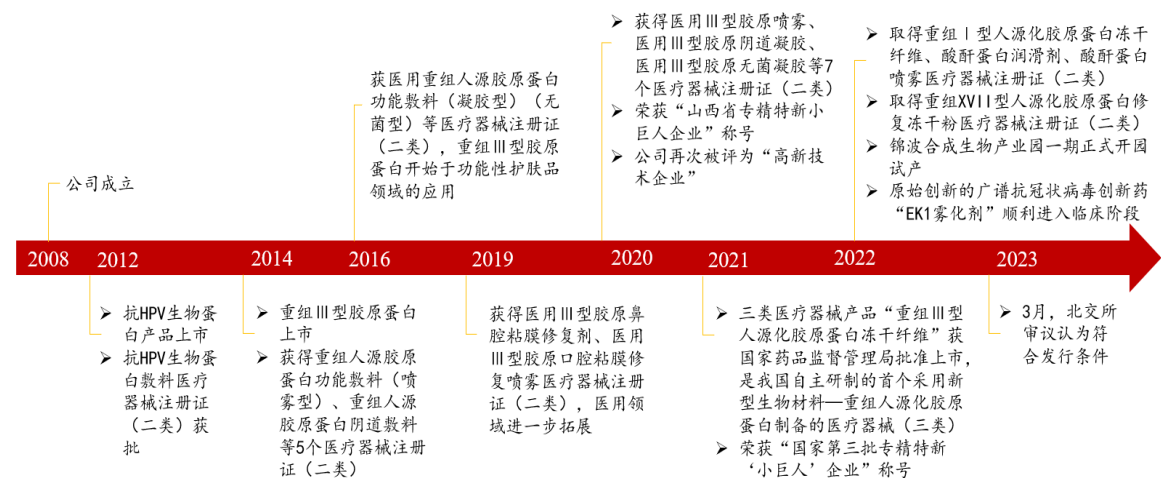 公司成立
获医用重组人源胶原蛋白
功能敷料（凝胶型）（无
菌型）等医疗器械注册证
（二类），重组Ⅲ型胶原
蛋白开始于功能性护肤品
领域的应用
➢ 获得医用Ⅲ型胶原喷雾、
医用Ⅲ型胶原阴道凝胶、
医用Ⅲ型胶原无菌凝胶等7
个医疗器械注册证（二类）
➢ 荣获“山西省专精特新小
巨人企业”称号
➢ 公司再次被评为“高新技
术企业”
➢ 取得重组Ⅰ型人源化胶原蛋白冻干
纤维、酸酐蛋白润滑剂、酸酐蛋白
喷雾医疗器械注册证（二类）
➢ 取得重组XVII型人源化胶原蛋白修
复冻干粉医疗器械注册证（二类）
➢ 锦波合成生物产业园一期正式开园
试产
➢ 原始创新的广谱抗冠状病毒创新药
“EK1雾化剂”顺利进入临床阶段
2008 2012 2014 2016 2019 2020 2021 2022 2023
➢ 抗HPV生物蛋
白产品上市
➢ 抗HPV生物蛋
白敷料医疗
器械注册证
（二类）获
批
➢ 重组Ⅲ型胶原蛋白
上市
➢ 获得重组人源胶原
蛋白功能敷料（喷
雾型）、重组人源
胶原蛋白阴道敷料
等5个医疗器械注册
证（二类）
获得医用Ⅲ型胶原鼻
腔粘膜修复剂、医用
Ⅲ型胶原口腔粘膜修
复喷雾医疗器械注册
证（二类），医用领
域进一步拓展
➢ 三类医疗器械产品“重组Ⅲ型
人源化胶原蛋白冻干纤维”获
国家药品监督管理局批准上市，
是我国自主研制的首个采用新
型生物材料—重组人源化胶原
蛋白制备的医疗器械（三类）
➢ 荣获“国家第三批专精特新
‘小巨人’企业”称号
➢ 3月，北交所
审议认为符
合发行条件